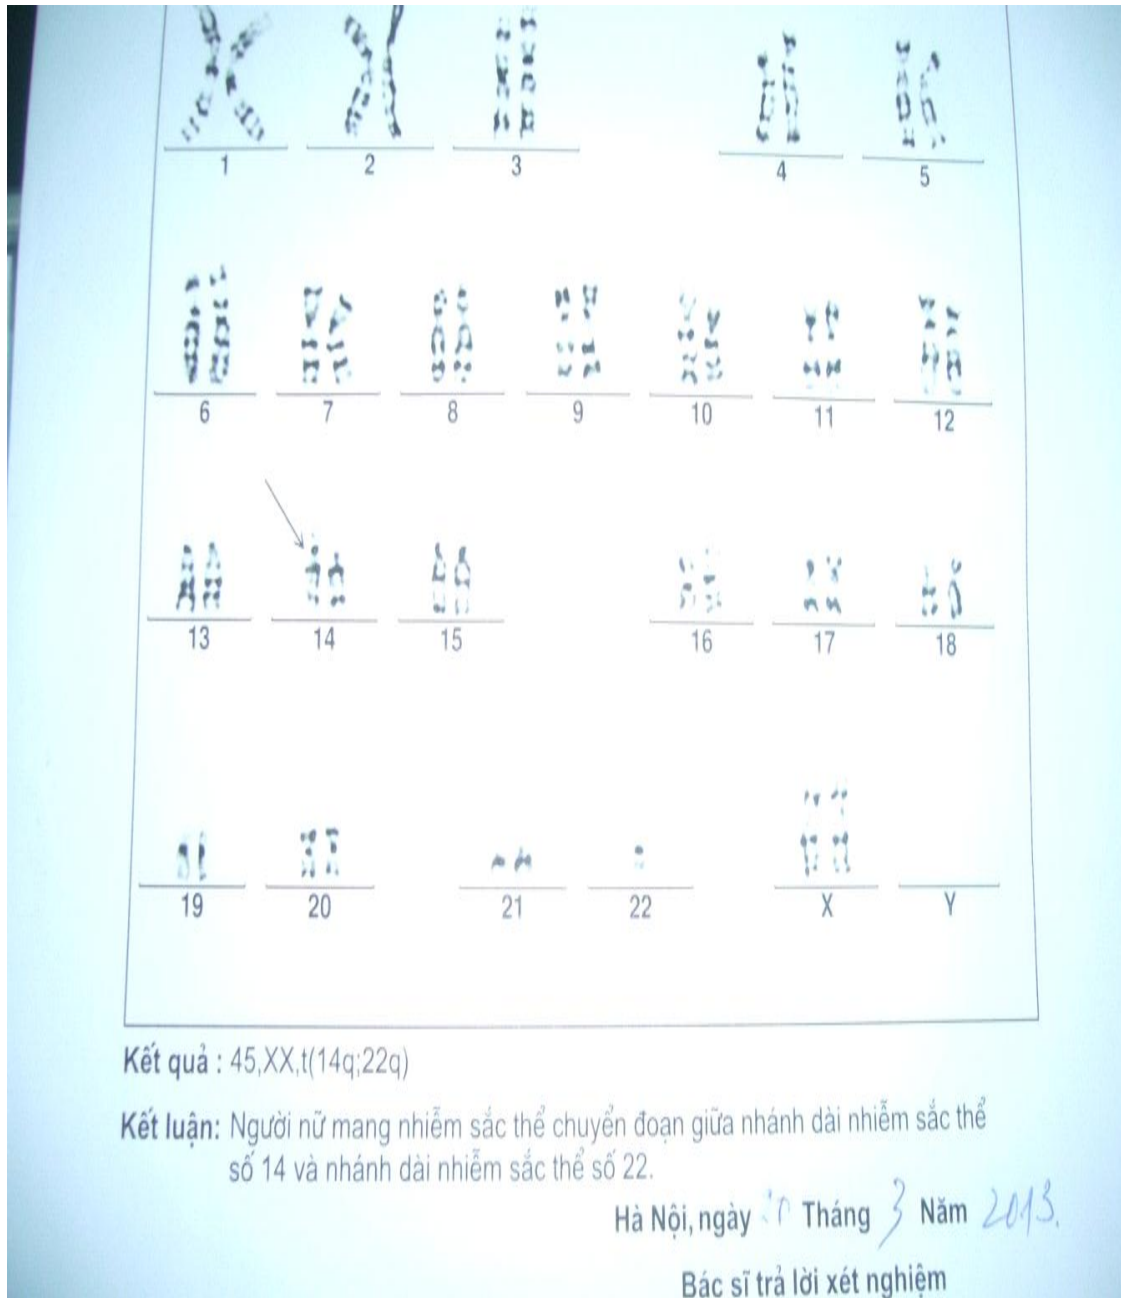 1 2 3 4 5
6 7 8 9 10 11 12
13 14 15 16 17 18
19 20 21 22 X Y
Kết quả : 45,XX,t(14q;22q)
Kết luận: Người nữ mang nhiễm sắc thể chuyển đoạn giữa nhánh dài nhiễm sắc thể
số 14 và nhánh dài nhiễm sắc thể số 22.
Hà Nội, ngày Tháng 3 Năm 2013.
Bác sĩ trả lời xét nghiệm